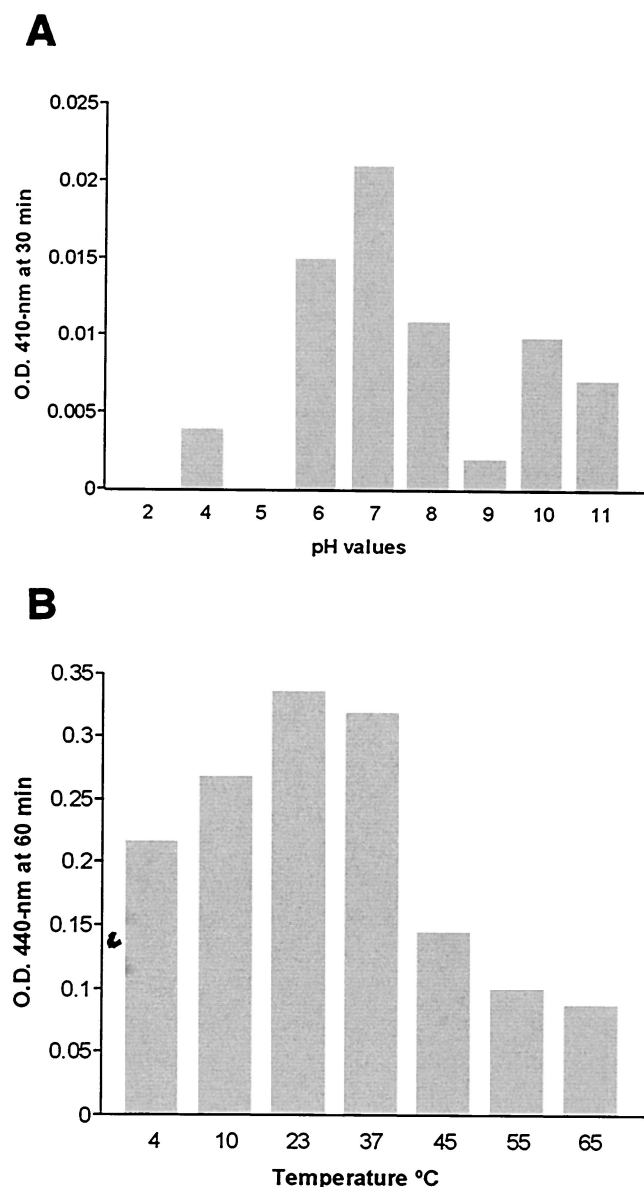 A
0.025
0.02
0.015
0.01
0.005
0
O.D. 410-nm at 30 min
2 4 5 6 7 8 9 10 11
pH values
B
0.35
0.3
0.25
0.2
0.15
0.1
0.05
0
O.D. 440-nm at 60 min
4 10 23 37 45 55 65
Temperature ºC